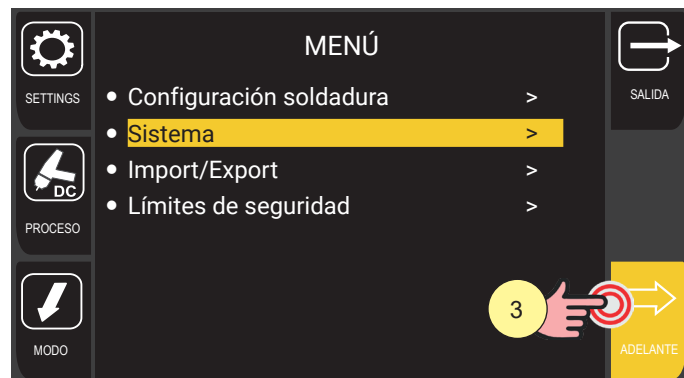 MENÚ
SETTINGS
SALIDA
Configuración soldadura >
Sistema >
Import/Export >
Límites de seguridad >
DC
PROCESO
3
MODO
ADELANTE